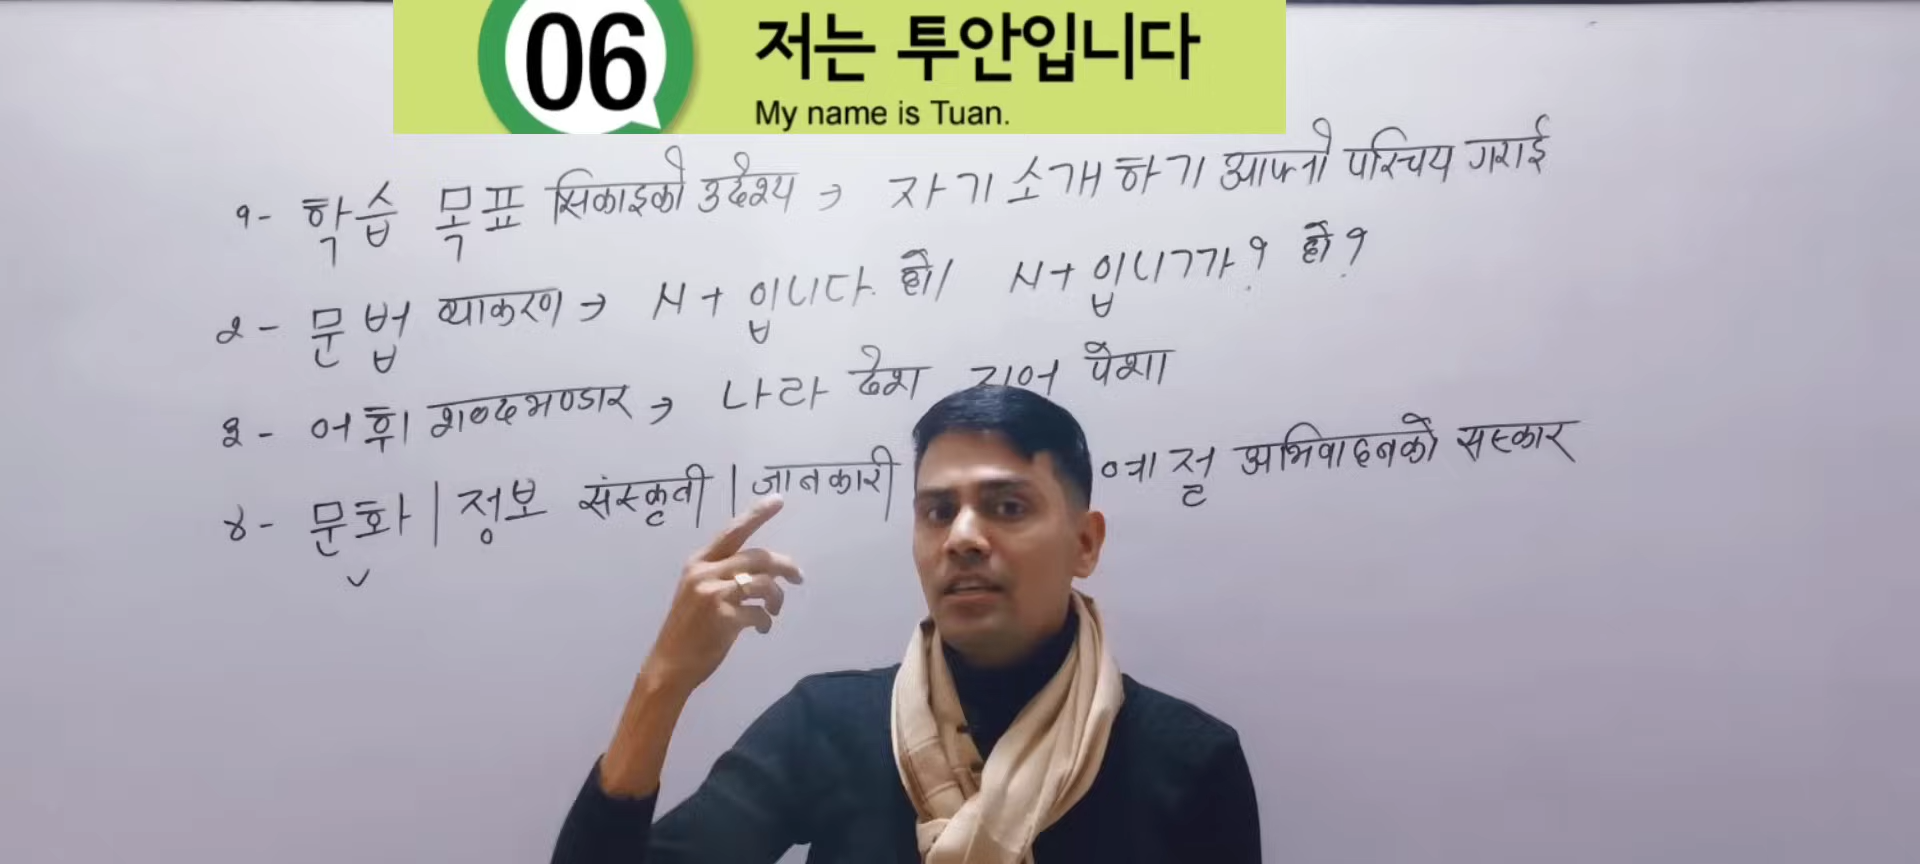 06 저는 투안입니다
My name is Tuan.
१- 학습 목표 सिकाइको उद्देश्य → 자기 소개하기 आफ्नो परिचय गराई
२- 문법 व्याकरण → N + 입니다. हो। N + 입니까? हो?
३- 어휘 शब्दभण्डार → 나라 देश 직어 पेशा
४- 문화 | 정보 संस्कृती | जानकारी 예절 अभिवादनको सस्कार